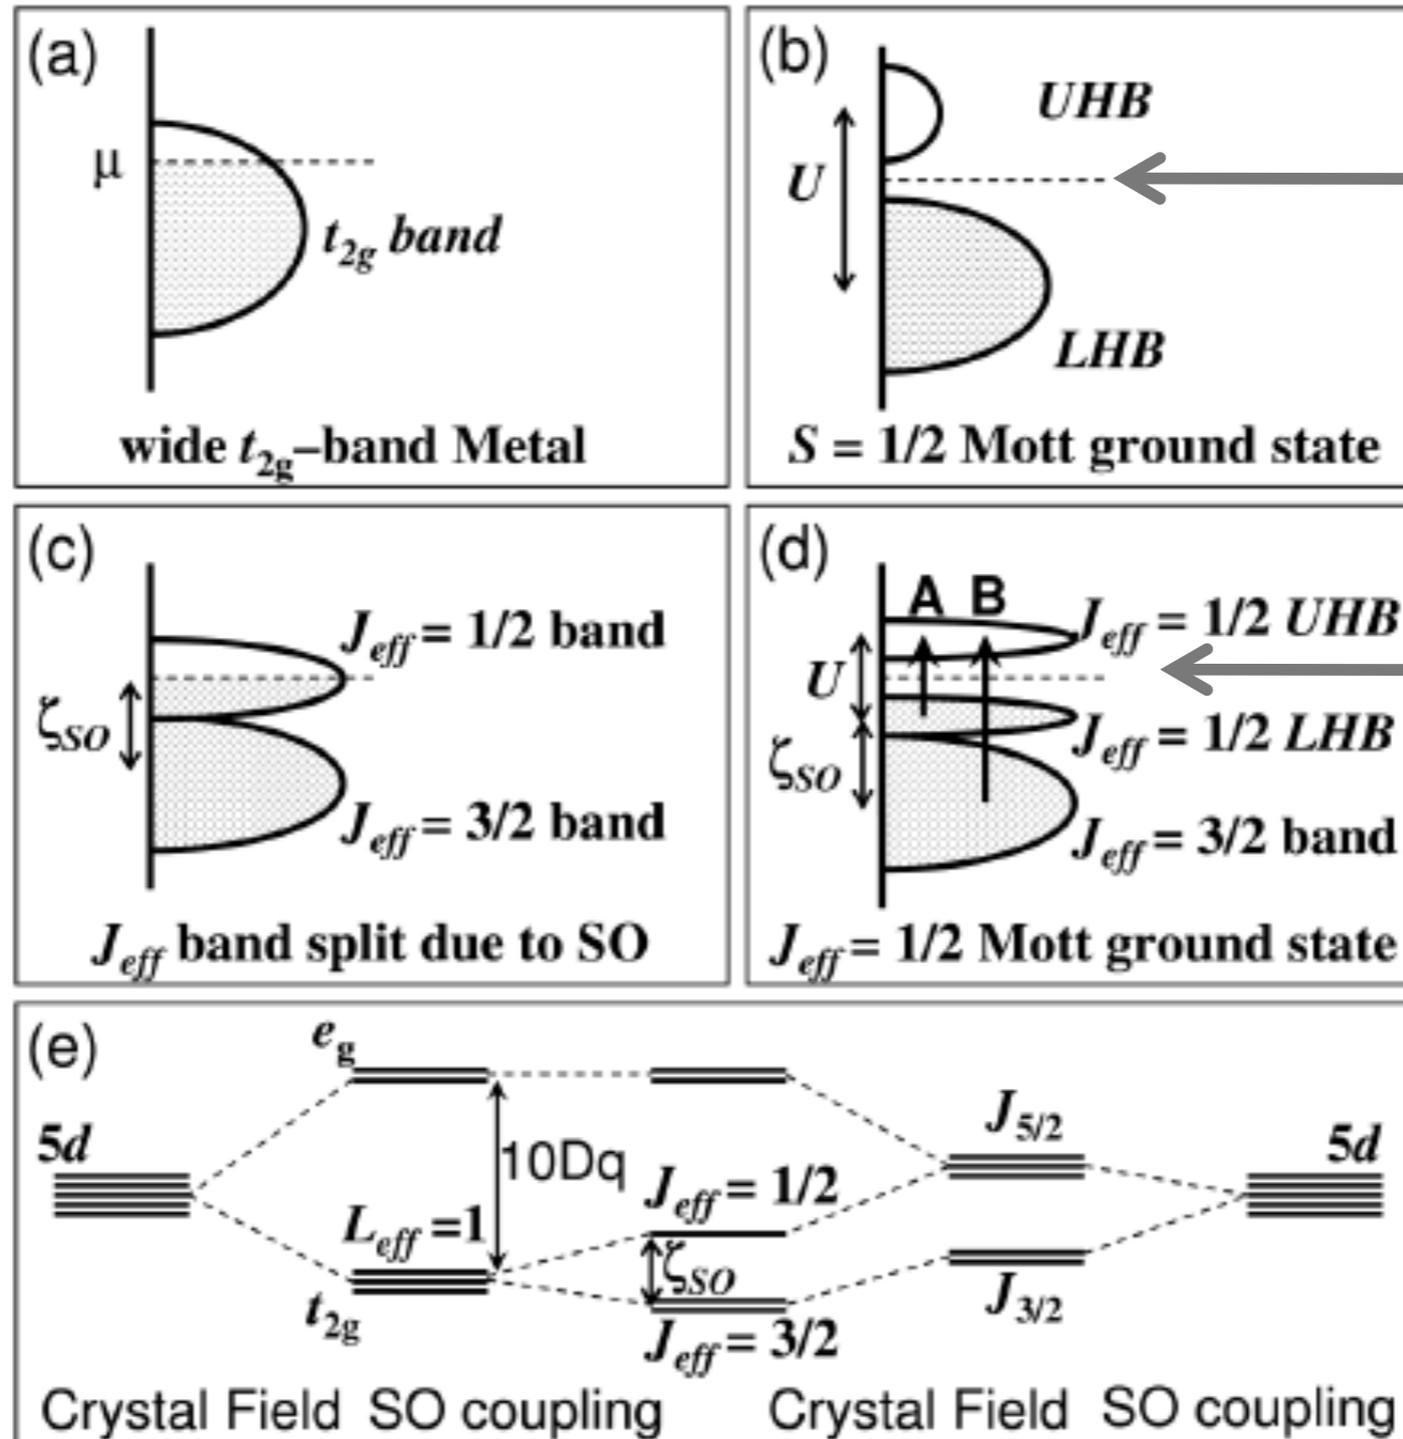 (a)
μ
t2g band
wide t2g–band Metal
(b)
UHB
U
LHB
S = 1/2 Mott ground state
(c)
Jeff = 1/2 band
ζSO
Jeff = 3/2 band
Jeff band split due to SO
(d)
A B
Jeff = 1/2 UHB
U
Jeff = 1/2 LHB
ζSO
Jeff = 3/2 band
Jeff = 1/2 Mott ground state
(e)
eg
5d
10Dq
Leff =1
t2g
Jeff = 1/2
ζSO
Jeff = 3/2
J5/2
J3/2
5d
Crystal Field SO coupling Crystal Field SO coupling